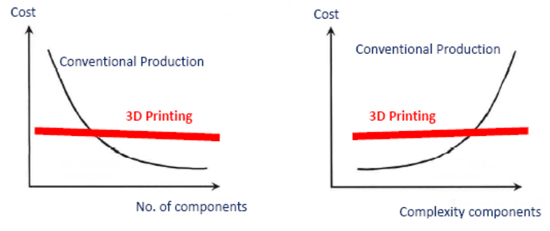 Cost
Conventional Production
3D Printing
No. of components
Cost
Conventional Production
3D Printing
Complexity components